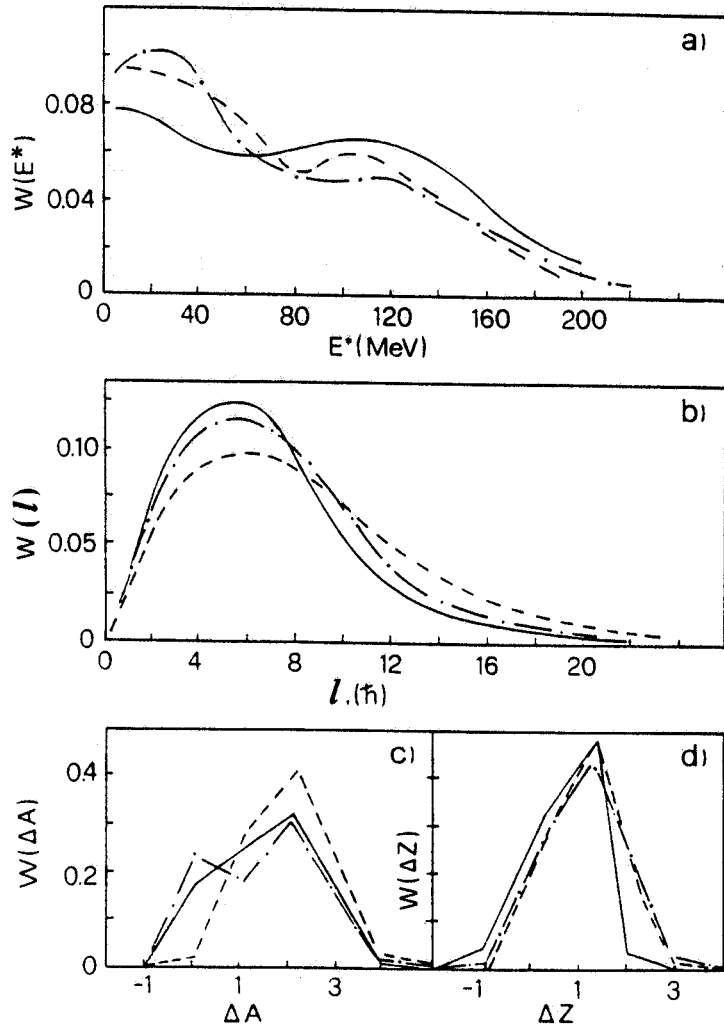 a)
0.08
0.04
0
W(E*)
0 40 80 120 160 200
E*(MeV)
b)
0.10
0.05
0
W(l)
0 4 8 12 16 20
l,(ħ)
c)
d)
0.4
0.2
0
W(ΔA)
W(ΔZ)
-1 1 3
-1 1 3
ΔA
ΔZ